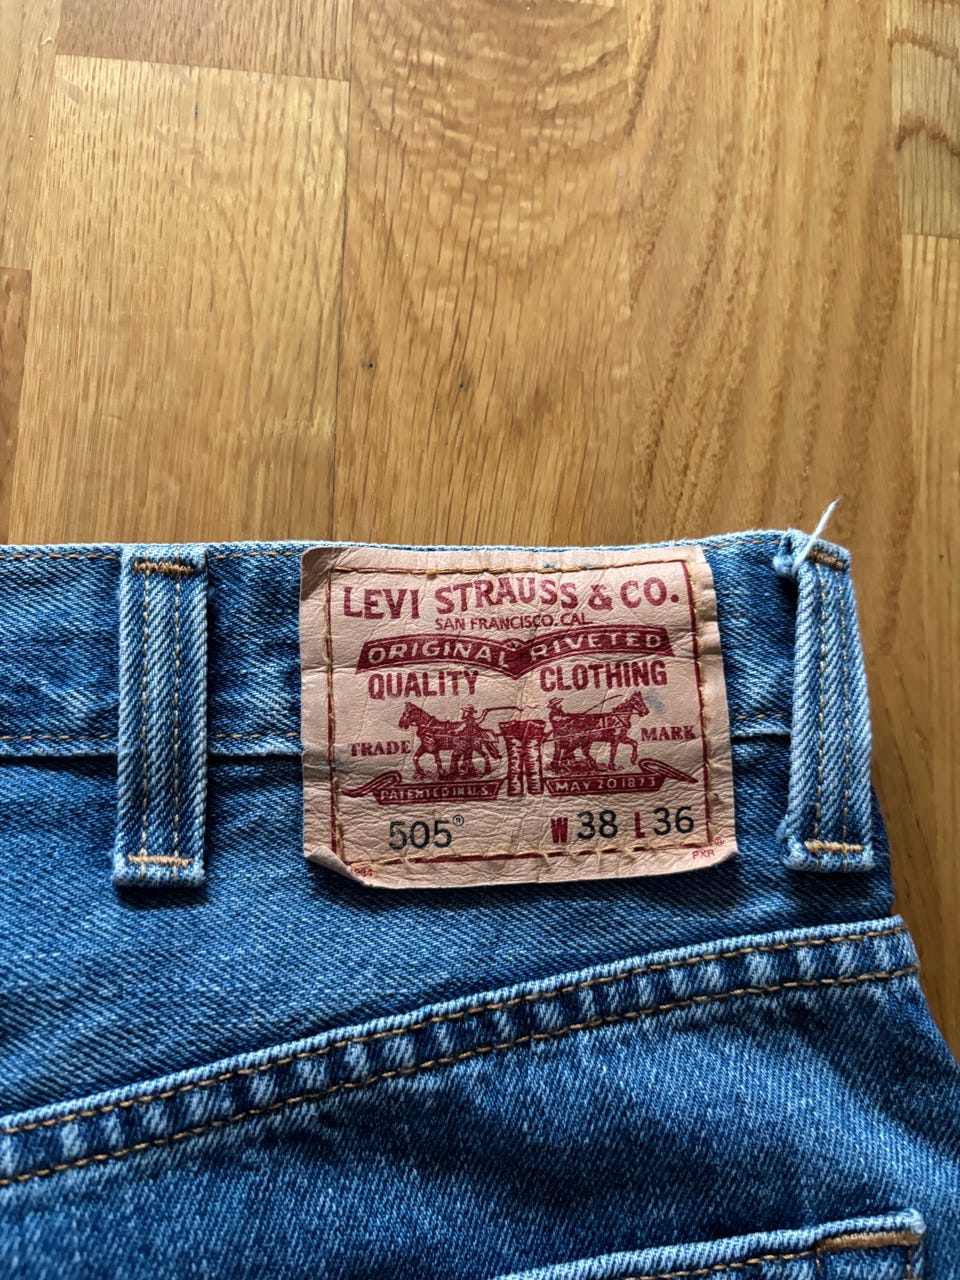 LEVI STRAUSS & CO.
SAN FRANCISCO, CAL.
ORIGINAL RIVETED
QUALITY CLOTHING
TRADE MARK
PATENTED IN U.S. MAY 20 1873
505® W 38 L 36
PXP®